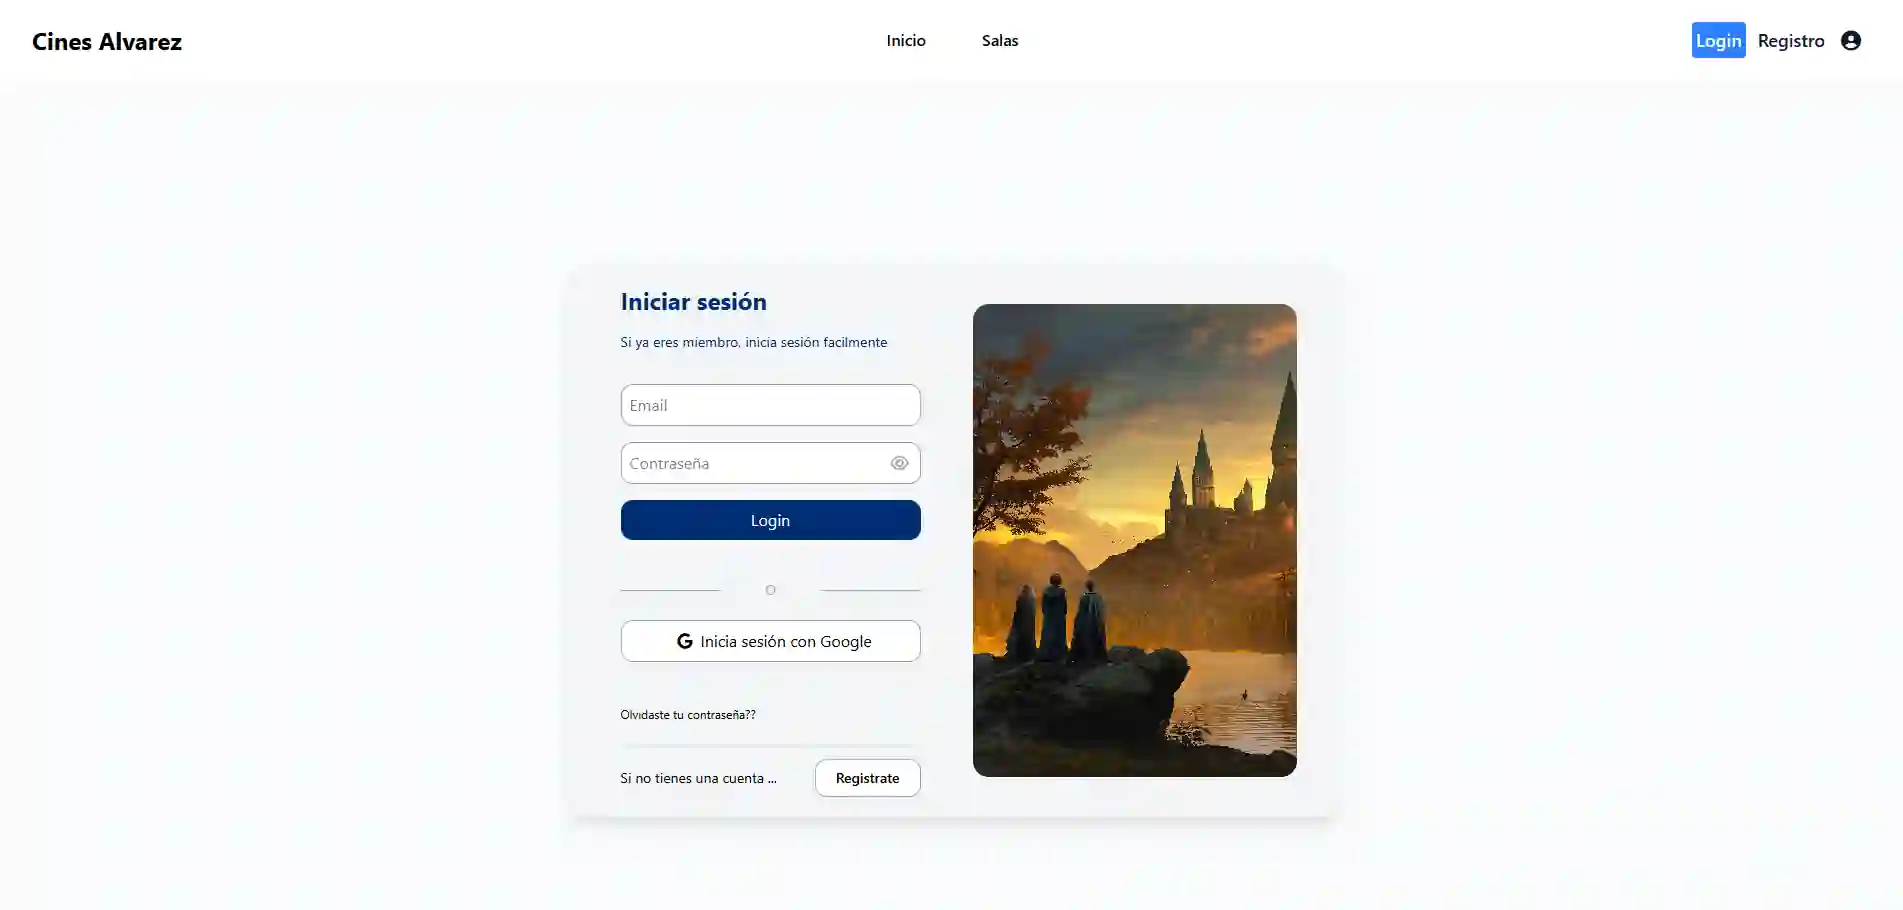 Cines Alvarez
Inicio
Salas
Login
Registro
Iniciar sesión
Si ya eres miembro, inicia sesión facilmente
Email
Contraseña
Login
O
Inicia sesión con Google
Olvidaste tu contraseña??
Si no tienes una cuenta ...
Registrate